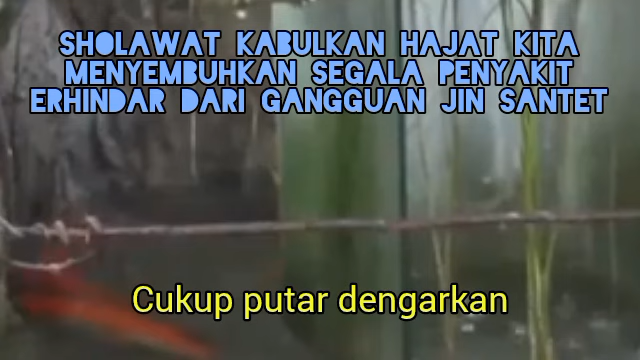 SHOLAWAT KABULKAN HAJAT KITA
MENYEMBUHKAN SEGALA PENYAKIT
ERHINDAR DARI GANGGUAN JIN SANTET
Cukup putar dengarkan